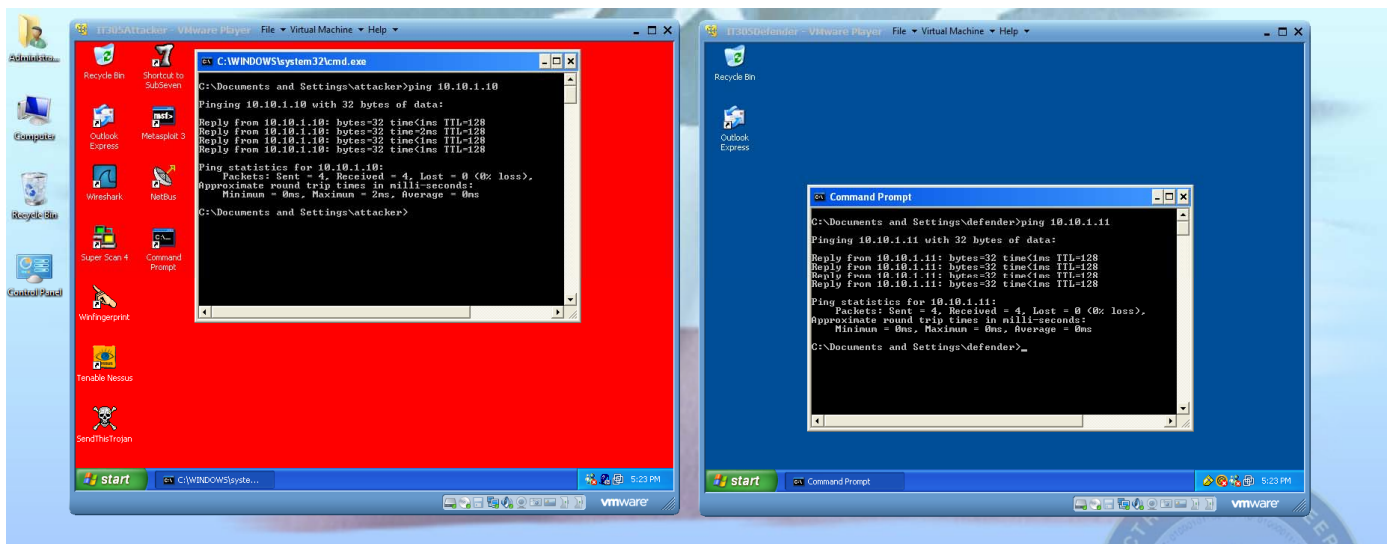 Administra...
Computer
Recycle Bin
Control Panel
IT305Attacker - VMware Player File Virtual Machine Help
Recycle Bin
Shortcut to SubSeven
Outlook Express
Metasploit 3
Wireshark
NetBus
Super Scan 4
Command Prompt
Winfingerprint
Tenable Nessus
SendThisTrojan
C:\WINDOWS\system32\cmd.exe
C:\Documents and Settings\attacker>ping 10.10.1.10
Pinging 10.10.1.10 with 32 bytes of data:
Reply from 10.10.1.10: bytes=32 time<1ms TTL=128
Reply from 10.10.1.10: bytes=32 time=2ms TTL=128
Reply from 10.10.1.10: bytes=32 time<1ms TTL=128
Reply from 10.10.1.10: bytes=32 time<1ms TTL=128
Ping statistics for 10.10.1.10:
Packets: Sent = 4, Received = 4, Lost = 0 (0% loss),
Approximate round trip times in milli-seconds:
Minimum = 0ms, Maximum = 2ms, Average = 0ms
C:\Documents and Settings\attacker>
start
C:\WINDOWS\syste...
5:23 PM
vmware
IT305Defender - VMware Player File Virtual Machine Help
Recycle Bin
Outlook Express
Command Prompt
C:\Documents and Settings\defender>ping 10.10.1.11
Pinging 10.10.1.11 with 32 bytes of data:
Reply from 10.10.1.11: bytes=32 time<1ms TTL=128
Reply from 10.10.1.11: bytes=32 time<1ms TTL=128
Reply from 10.10.1.11: bytes=32 time<1ms TTL=128
Reply from 10.10.1.11: bytes=32 time<1ms TTL=128
Ping statistics for 10.10.1.11:
Packets: Sent = 4, Received = 4, Lost = 0 (0% loss),
Approximate round trip times in milli-seconds:
Minimum = 0ms, Maximum = 0ms, Average = 0ms
C:\Documents and Settings\defender>_
start
Command Prompt
5:23 PM
vmware